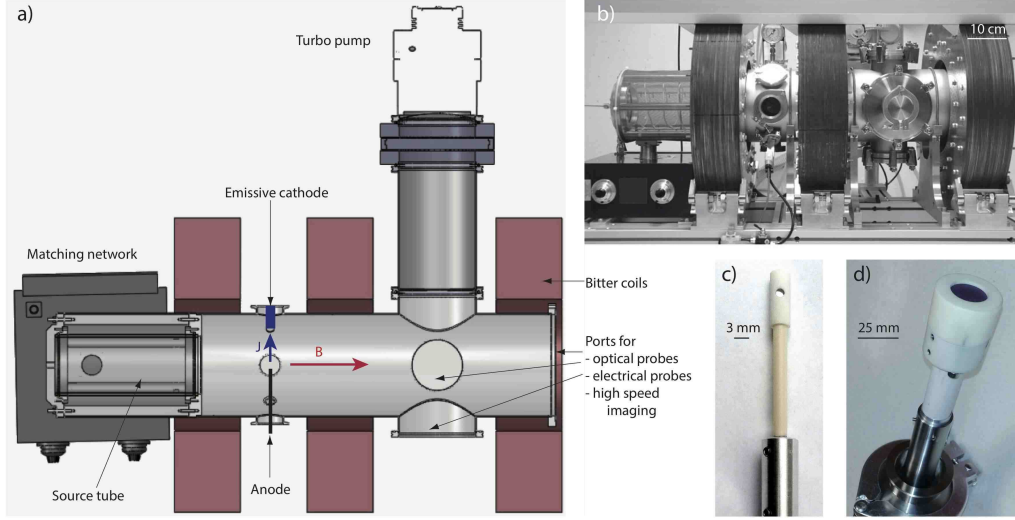 a)
Turbo pump
Emissive cathode
Matching network
Bitter coils
J
B
Ports for
- optical probes
- electrical probes
- high speed
imaging
Source tube
Anode
b)
10 cm
c)
3 mm
d)
25 mm